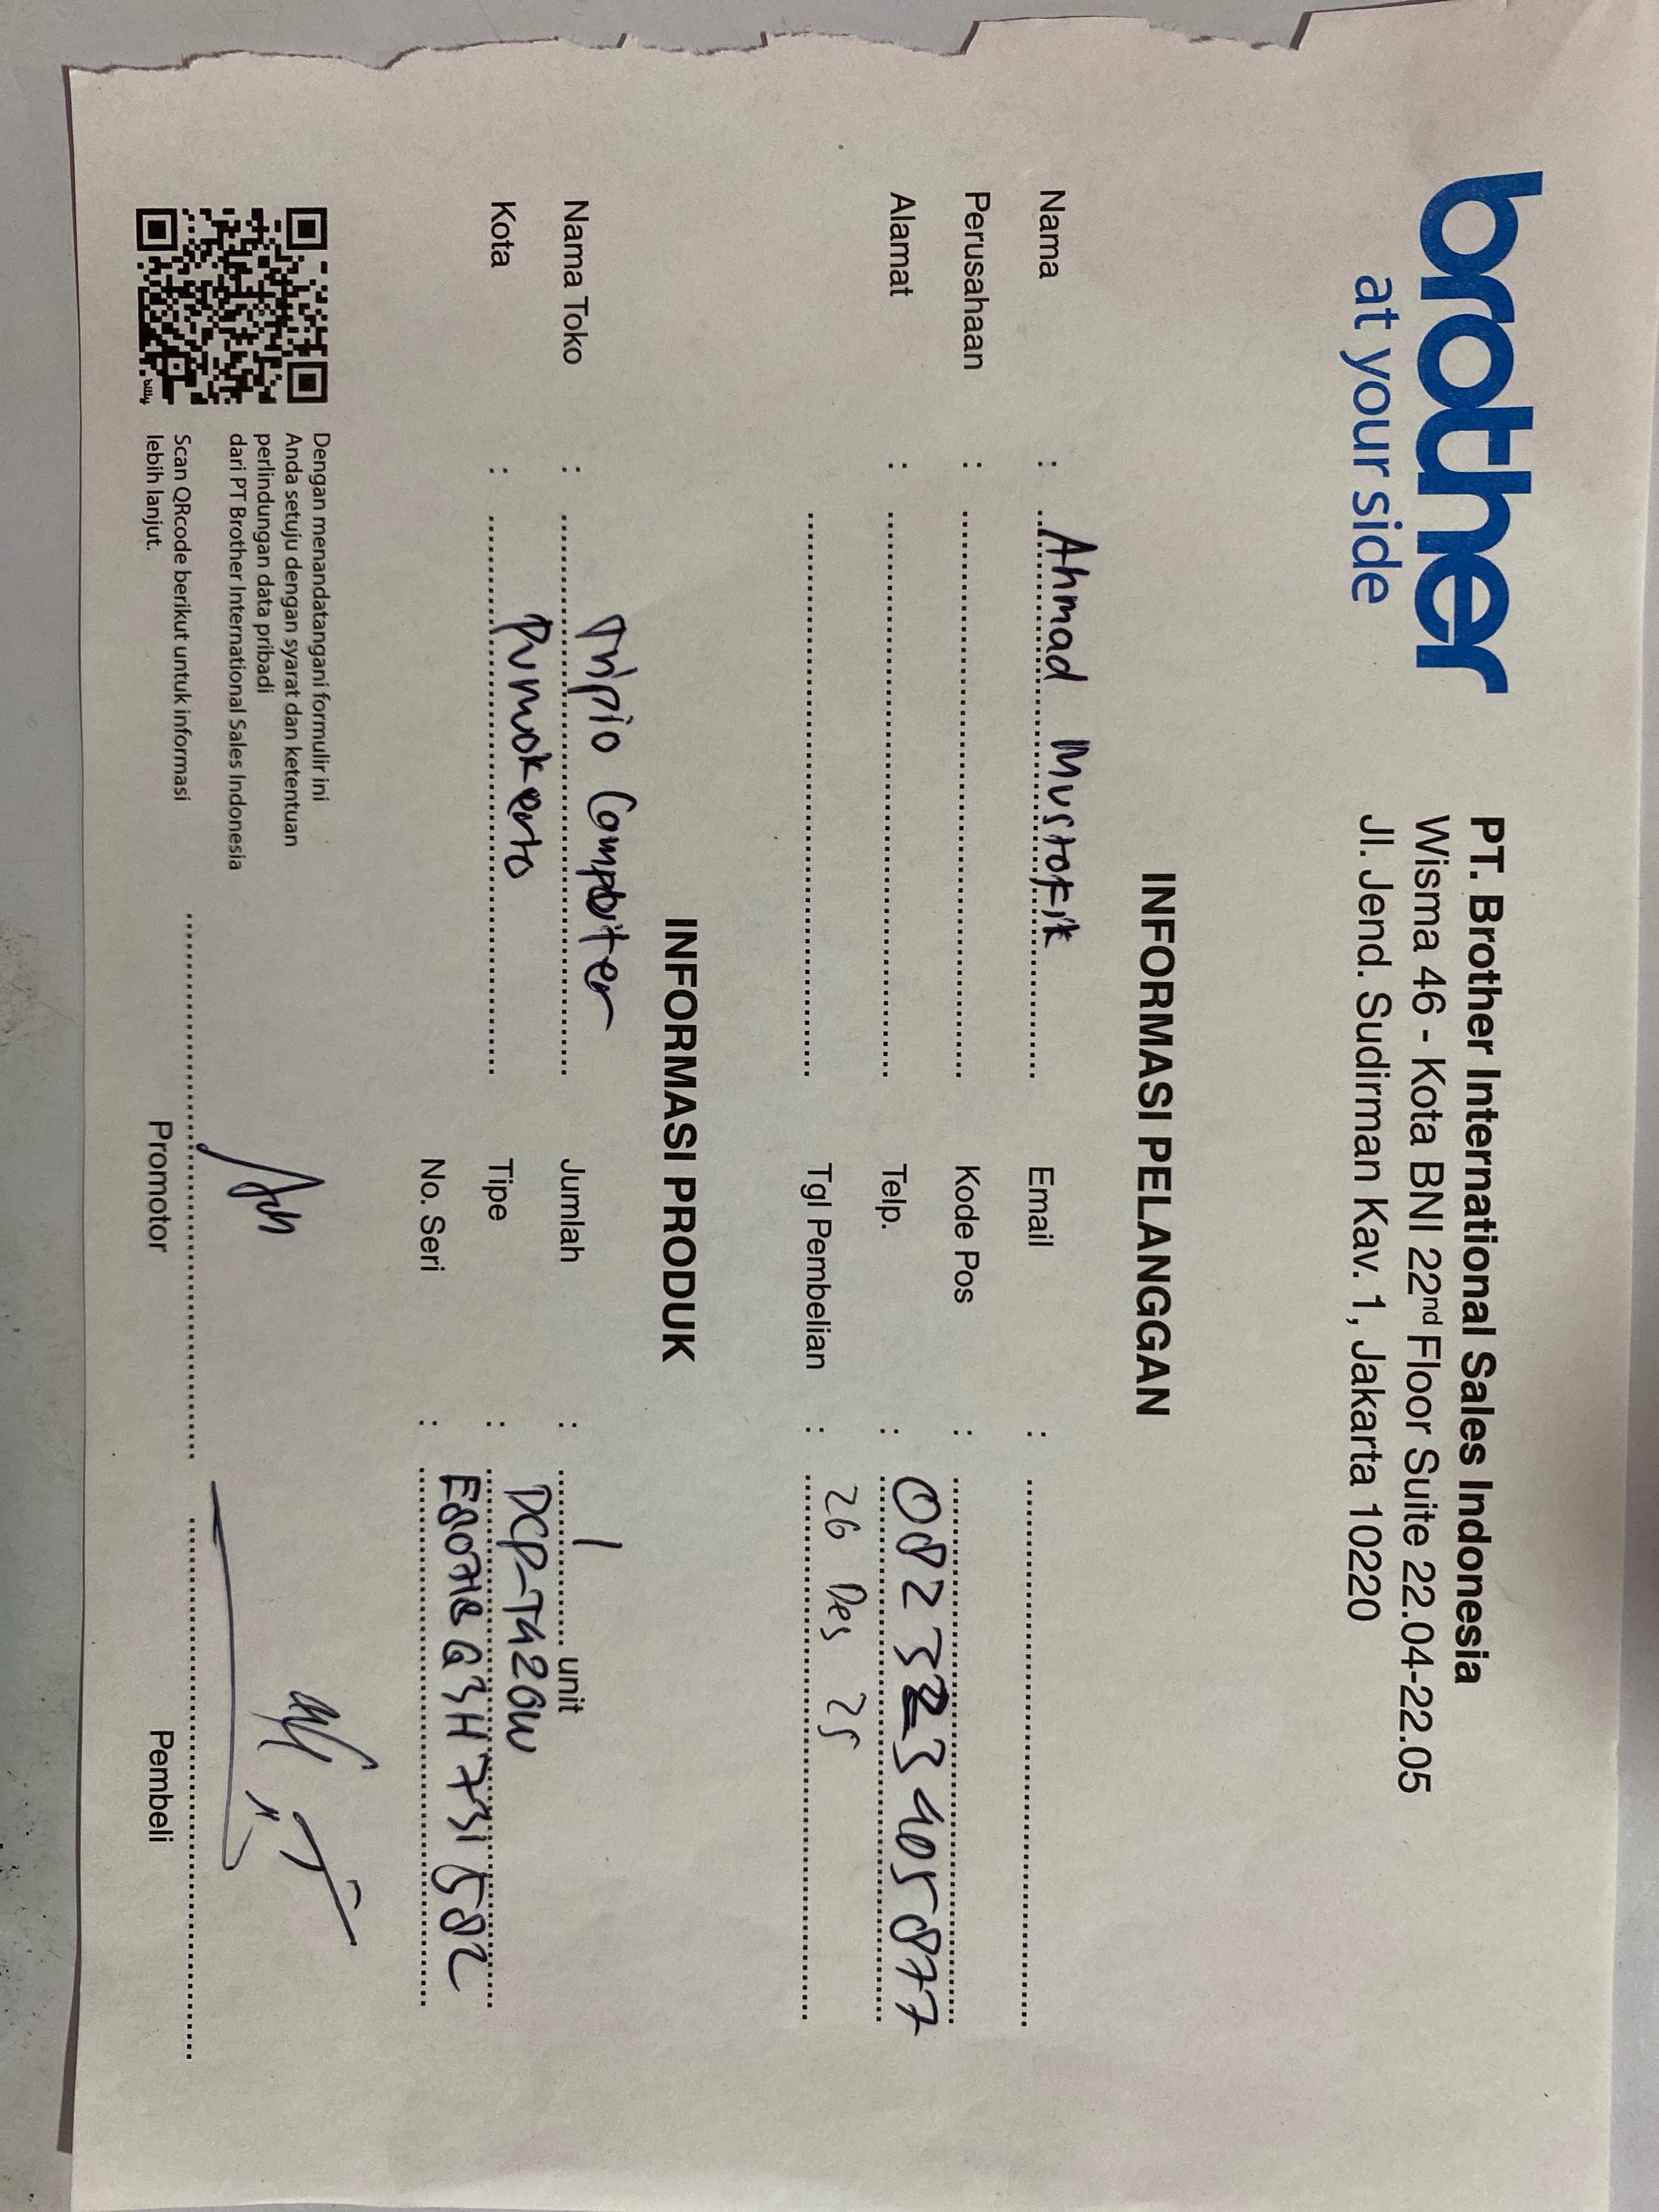 brother
at your side
PT. Brother International Sales Indonesia
Wisma 46 - Kota BNI 22nd Floor Suite 22.04-22.05
Jl. Jend. Sudirman Kav. 1, Jakarta 10220
INFORMASI PELANGGAN
Nama : Ahmad Mustofik
Email :
Perusahaan :
Kode Pos :
Alamat :
Telp. : 082323405877
Tgl Pembelian : 26 Des 25
INFORMASI PRODUK
Nama Toko : Tripio Computer
Jumlah : 1 unit
Kota : Purwokerto
Tipe : DCP-T420W
No. Seri :
Dengan menandatangani formulir ini
Anda setuju dengan syarat dan ketentuan
perlindungan data pribadi
dari PT Brother International Sales Indonesia
Scan QRcode berikut untuk informasi
lebih lanjut.
Promotor
Pembeli